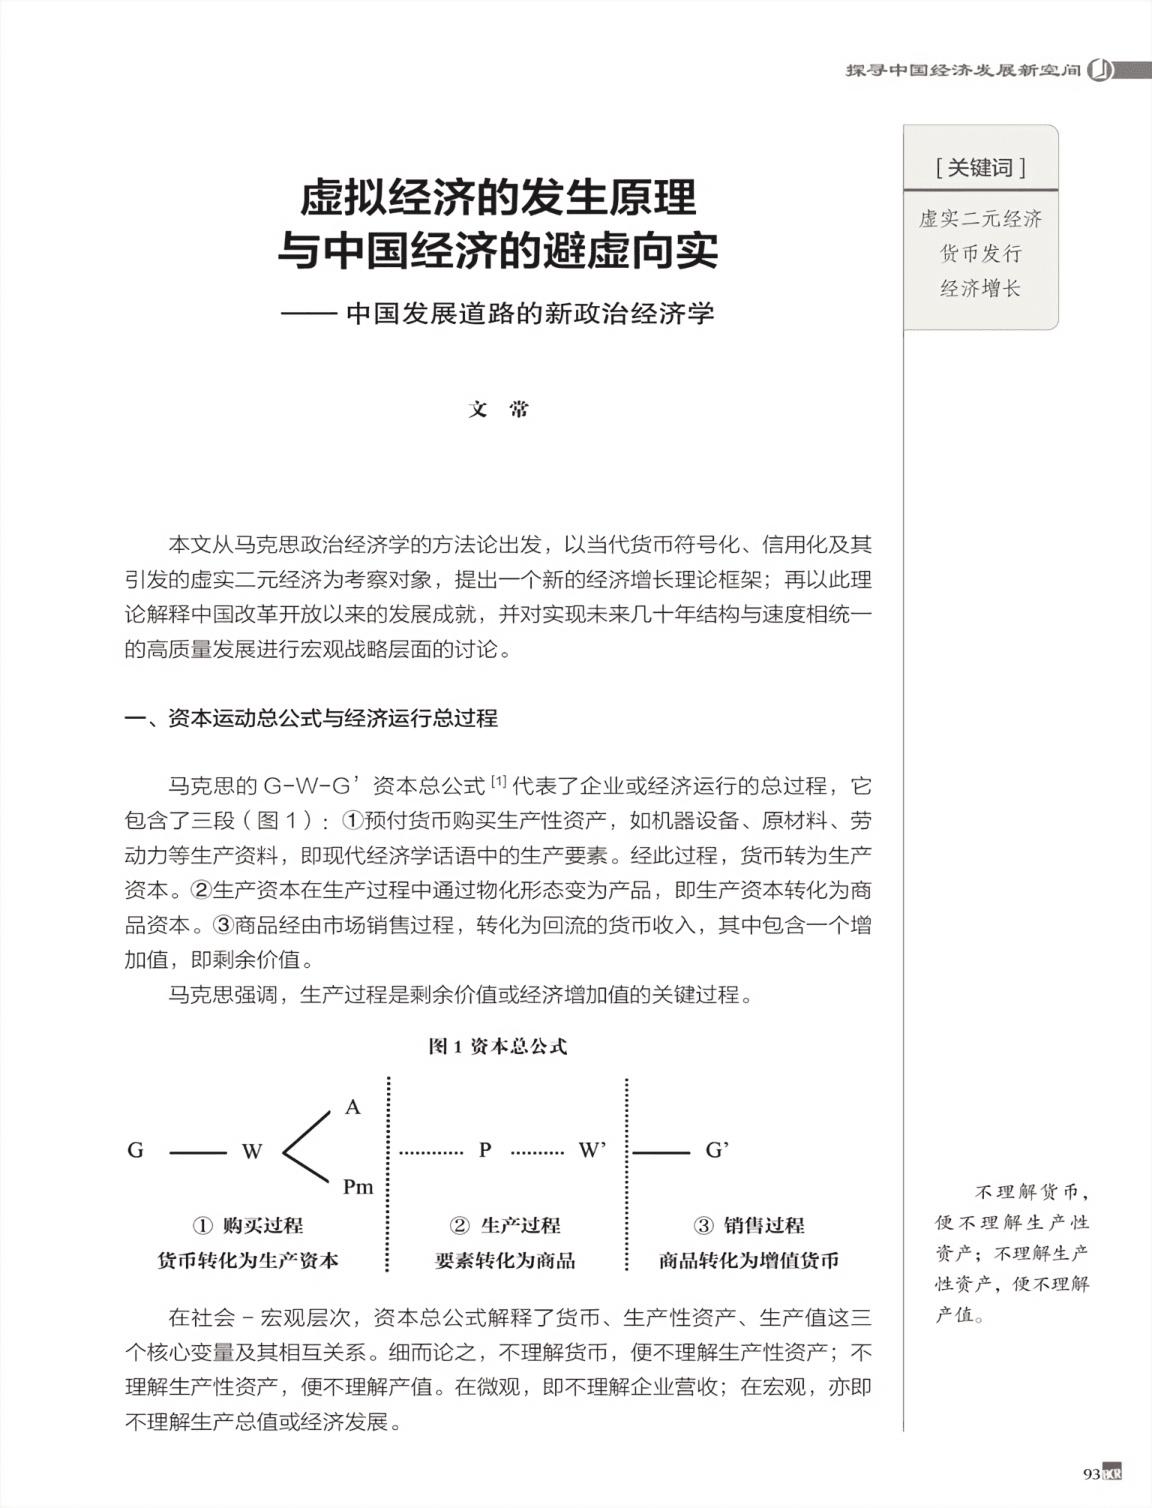 探寻中国经济发展新空间
[关键词]
虚实二元经济
货币发行
经济增长
虚拟经济的发生原理
与中国经济的避虚向实
——中国发展道路的新政治经济学
文 常
本文从马克思政治经济学的方法论出发，以当代货币符号化、信用化及其
引发的虚实二元经济为考察对象，提出一个新的经济增长理论框架；再以此理
论解释中国改革开放以来的发展成就，并对实现未来几十年结构与速度相统一
的高质量发展进行宏观战略层面的讨论。
一、资本运动总公式与经济运行总过程
马克思的 G-W-G’ 资本总公式 [1] 代表了企业或经济运行的总过程，它
包含了三段（图 1）：①预付货币购买生产性资产，如机器设备、原材料、劳
动力等生产资料，即现代经济学话语中的生产要素。经此过程，货币转为生产
资本。②生产资本在生产过程中通过物化形态变为产品，即生产资本转化为商
品资本。③商品经由市场销售过程，转化为回流的货币收入，其中包含一个增
加值，即剩余价值。
马克思强调，生产过程是剩余价值或经济增加值的关键过程。
图 1 资本总公式
A
G —— W ············ P ·········· W’ —— G’
Pm
① 购买过程 ② 生产过程 ③ 销售过程
货币转化为生产资本 要素转化为商品 商品转化为增值货币
在社会 – 宏观层次，资本总公式解释了货币、生产性资产、生产值这三
个核心变量及其相互关系。细而论之，不理解货币，便不理解生产性资产；不
理解生产性资产，便不理解产值。在微观，即不理解企业营收；在宏观，亦即
不理解生产总值或经济发展。
不理解货币，
便不理解生产性
资产；不理解生产
性资产，便不理解
产值。
93